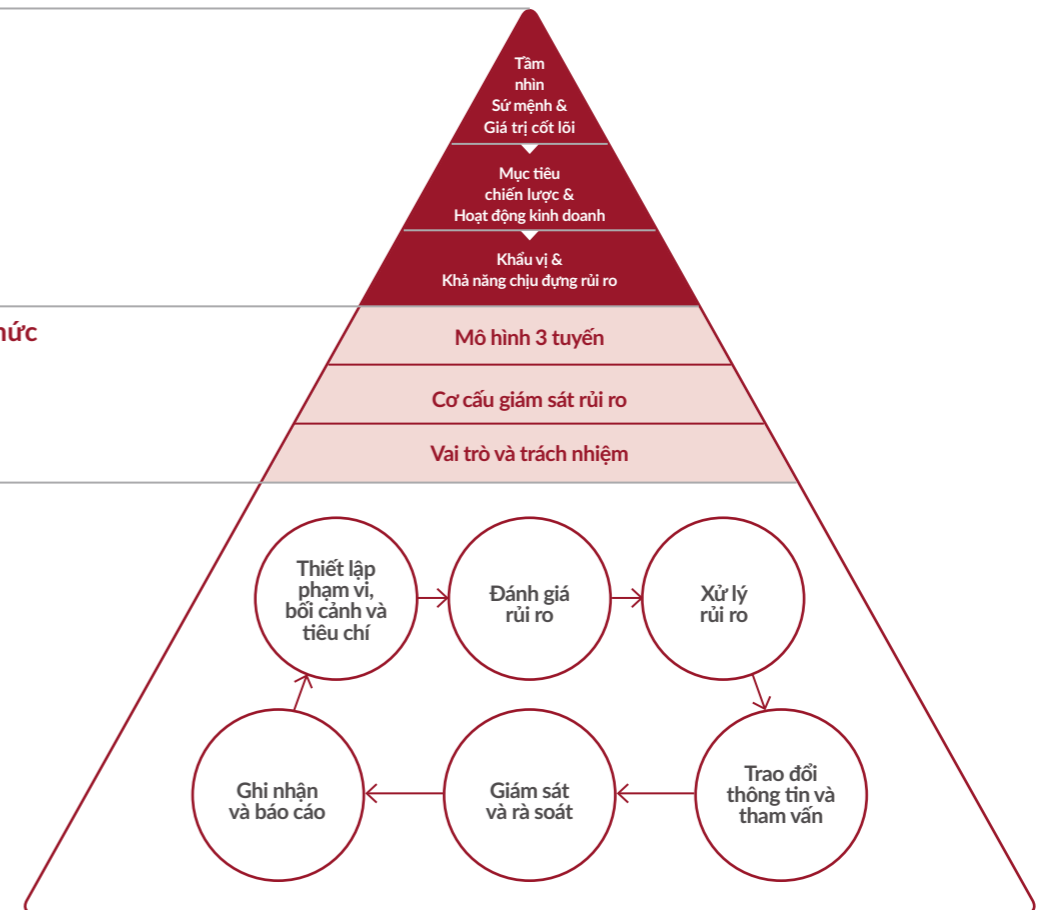 Tầm
nhìn
Sứ mệnh &
Giá trị cốt lõi
Mục tiêu
chiến lược &
Hoạt động kinh doanh
Khẩu vị &
Khả năng chịu đựng rủi ro
Mô hình 3 tuyến
Cơ cấu giám sát rủi ro
Vai trò và trách nhiệm
Thiết lập
phạm vi,
bối cảnh và
tiêu chí
Đánh giá
rủi ro
Xử lý
rủi ro
Ghi nhận
và báo cáo
Giám sát
và rà soát
Trao đổi
thông tin và
tham vấn